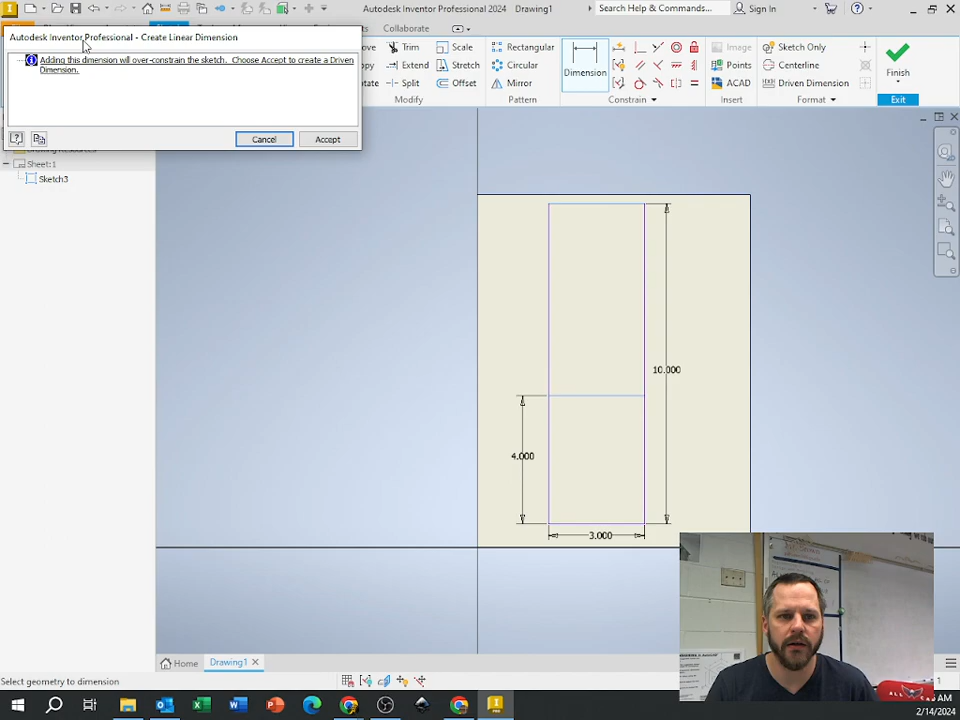 Autodesk Inventor Professional 2024
Drawing1
Search Help & Commands...
Sign In
Collaborate
Autodesk Inventor Professional - Create Linear Dimension
Adding this dimension will over-constrain the sketch. Choose Accept to create a Driven
Dimension.
Cancel
Accept
Trim
Scale
Extend
Stretch
Split
Offset
Modify
Rectangular
Circular
Mirror
Pattern
Dimension
Constrain
Image
Points
ACAD
Insert
Sketch Only
Centerline
Driven Dimension
Format
Finish
Exit
Sheet:1
Sketch3
10.000
4.000
3.000
Home
Drawing1
Select geometry to dimension
2/14/2024